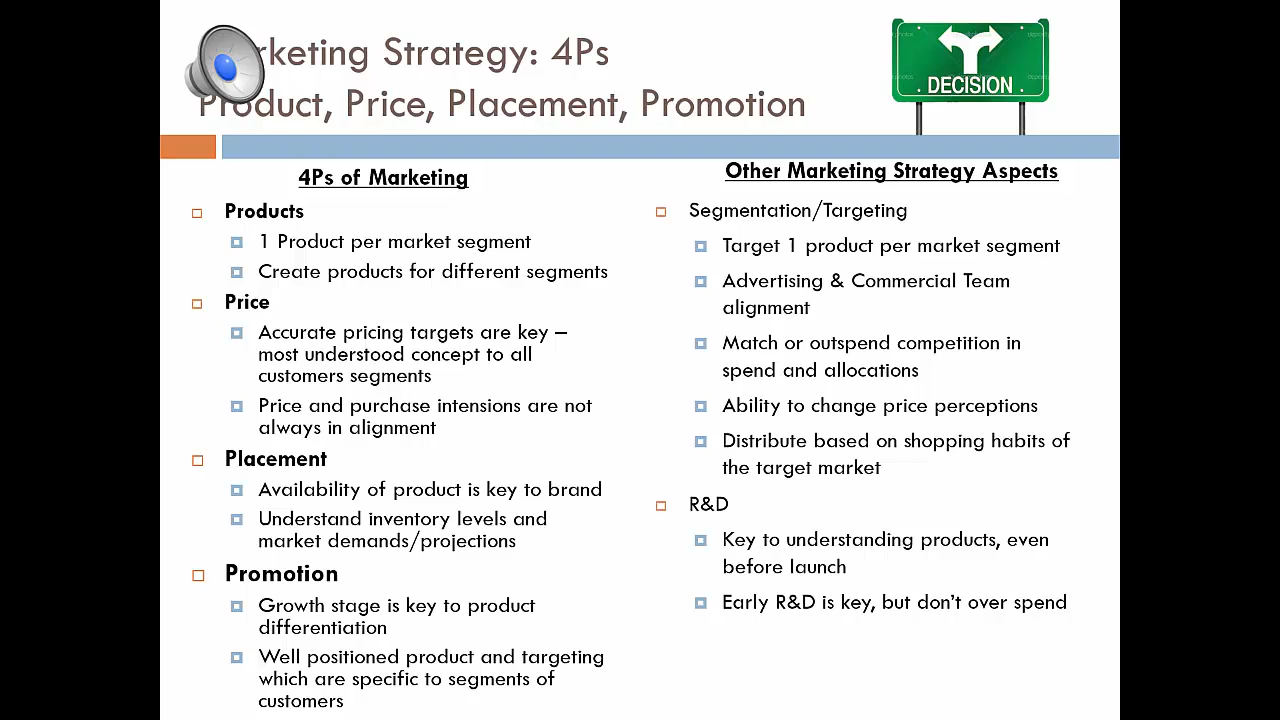 rketing Strategy: 4Ps
Product, Price, Placement, Promotion
DECISION
4Ps of Marketing
Products
1 Product per market segment
Create products for different segments
Price
Accurate pricing targets are key –
most understood concept to all
customers segments
Price and purchase intensions are not
always in alignment
Placement
Availability of product is key to brand
Understand inventory levels and
market demands/projections
Promotion
Growth stage is key to product
differentiation
Well positioned product and targeting
which are specific to segments of
customers
Other Marketing Strategy Aspects
Segmentation/Targeting
Target 1 product per market segment
Advertising & Commercial Team
alignment
Match or outspend competition in
spend and allocations
Ability to change price perceptions
Distribute based on shopping habits of
the target market
R&D
Key to understanding products, even
before launch
Early R&D is key, but don't over spend